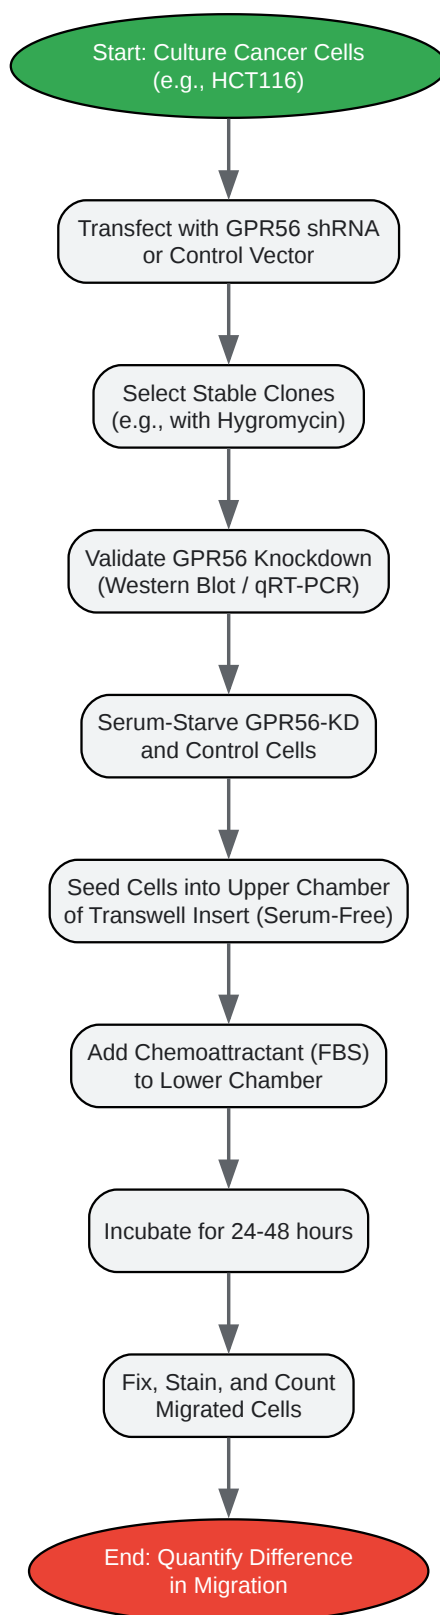 Start: Culture Cancer Cells
(e.g., HCT116)
Transfect with GPR56 shRNA
or Control Vector
Select Stable Clones
(e.g., with Hygromycin)
Validate GPR56 Knockdown
(Western Blot / qRT-PCR)
Serum-Starve GPR56-KD
and Control Cells
Seed Cells into Upper Chamber
of Transwell Insert (Serum-Free)
Add Chemoattractant (FBS)
to Lower Chamber
Incubate for 24-48 hours
Fix, Stain, and Count
Migrated Cells
End: Quantify Difference
in Migration